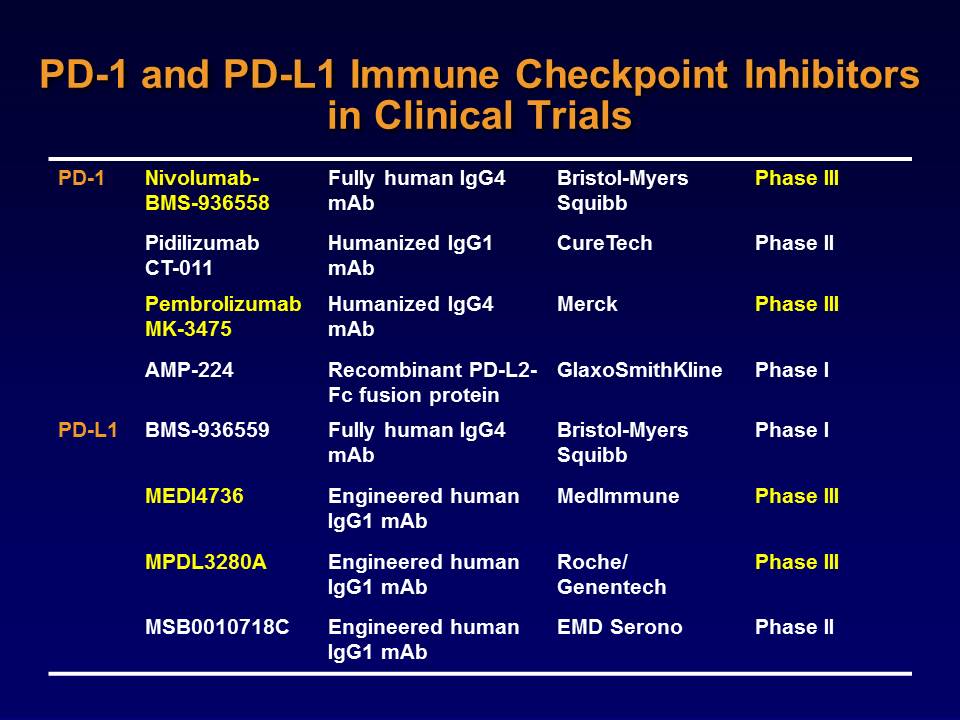 PD-1 and PD-L1 Immune Checkpoint Inhibitors
in Clinical Trials
PD-1 Nivolumab- Fully human IgG4 Bristol-Myers Phase III
BMS-936558 mAb Squibb
Pidilizumab Humanized IgG1 CureTech Phase II
CT-011 mAb
Pembrolizumab Humanized IgG4 Merck Phase III
MK-3475 mAb
AMP-224 Recombinant PD-L2- GlaxoSmithKline Phase I
Fc fusion protein
PD-L1 BMS-936559 Fully human IgG4 Bristol-Myers Phase I
mAb Squibb
MEDI4736 Engineered human MedImmune Phase III
IgG1 mAb
MPDL3280A Engineered human Roche/ Phase III
IgG1 mAb Genentech
MSB0010718C Engineered human EMD Serono Phase II
IgG1 mAb